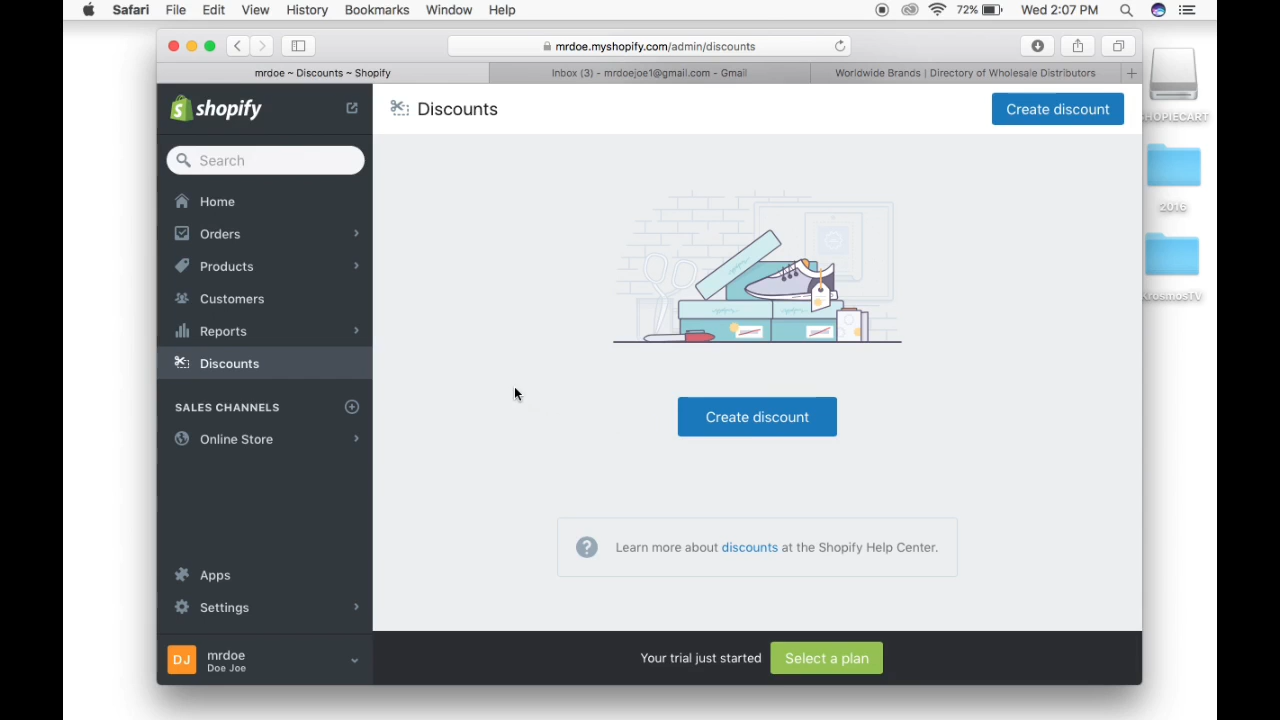 Safari File Edit View History Bookmarks Window Help 72% Wed 2:07 PM
mrdoe.myshopify.com/admin/discounts
mrdoe ~ Discounts ~ Shopify
Inbox (3) - mrdoejoe1@gmail.com - Gmail
Worldwide Brands | Directory of Wholesale Distributors
shopify
Discounts
Create discount
Search
Home
Orders
Products
Customers
Reports
Discounts
SALES CHANNELS
Online Store
Apps
Settings
DJ
mrdoe
Doe Joe
Create discount
? Learn more about discounts at the Shopify Help Center.
Your trial just started
Select a plan
HOPIECART
2016
KrosmosTV